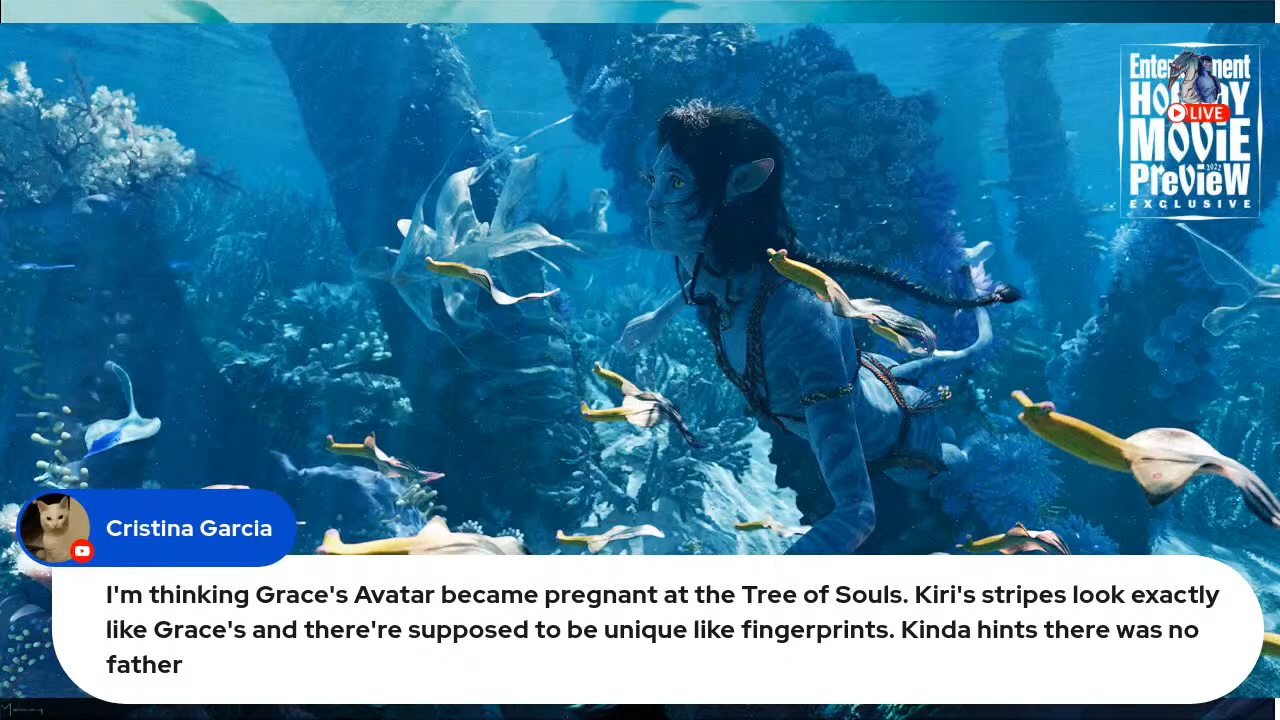 HOLIDAY
LIVE
MOViE
2022
PReVieW
EXCLUSIVE
Cristina Garcia
I'm thinking Grace's Avatar became pregnant at the Tree of Souls. Kiri's stripes look exactly
like Grace's and there're supposed to be unique like fingerprints. Kinda hints there was no
father